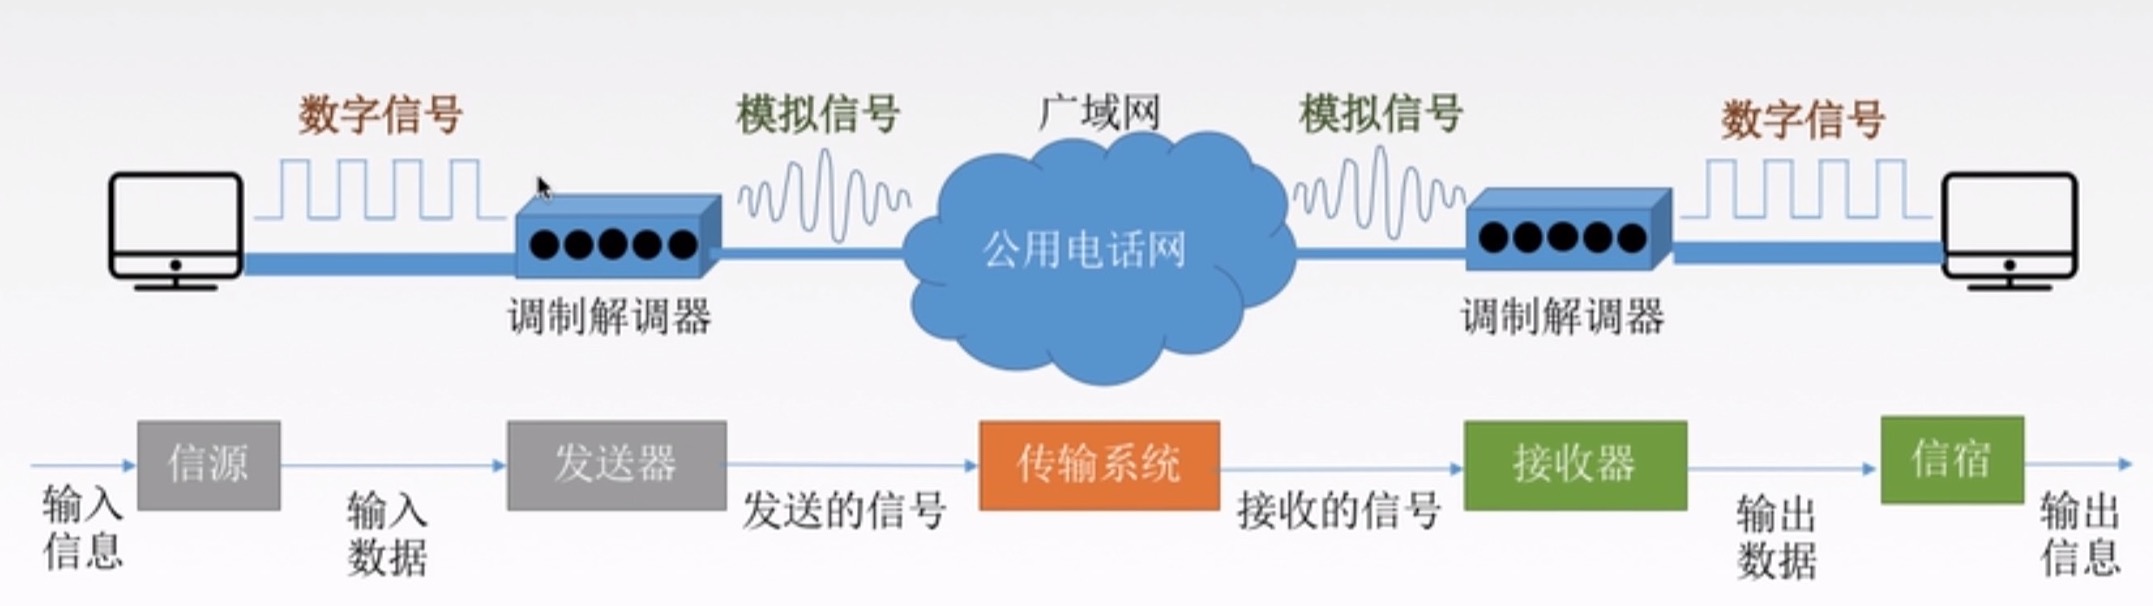 数字信号
模拟信号
广域网
模拟信号
数字信号
公用电话网
调制解调器
调制解调器
信源
发送器
传输系统
接收器
信宿
输入
信息
输入
数据
发送的信号
接收的信号
输出
数据
输出
信息